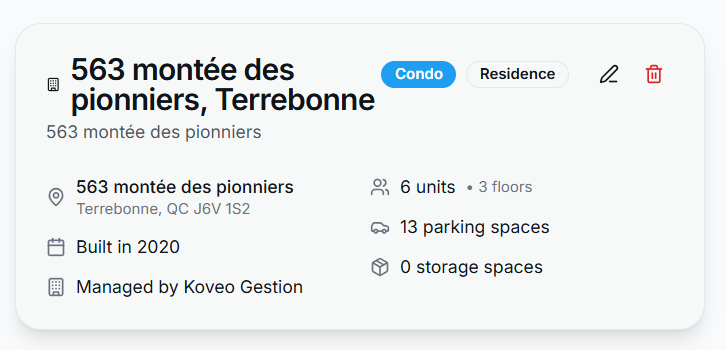 563 montée des
pionniers, Terrebonne
Condo
Residence
563 montée des pionniers
563 montée des pionniers
Terrebonne, QC J6V 1S2
Built in 2020
Managed by Koveo Gestion
6 units • 3 floors
13 parking spaces
0 storage spaces